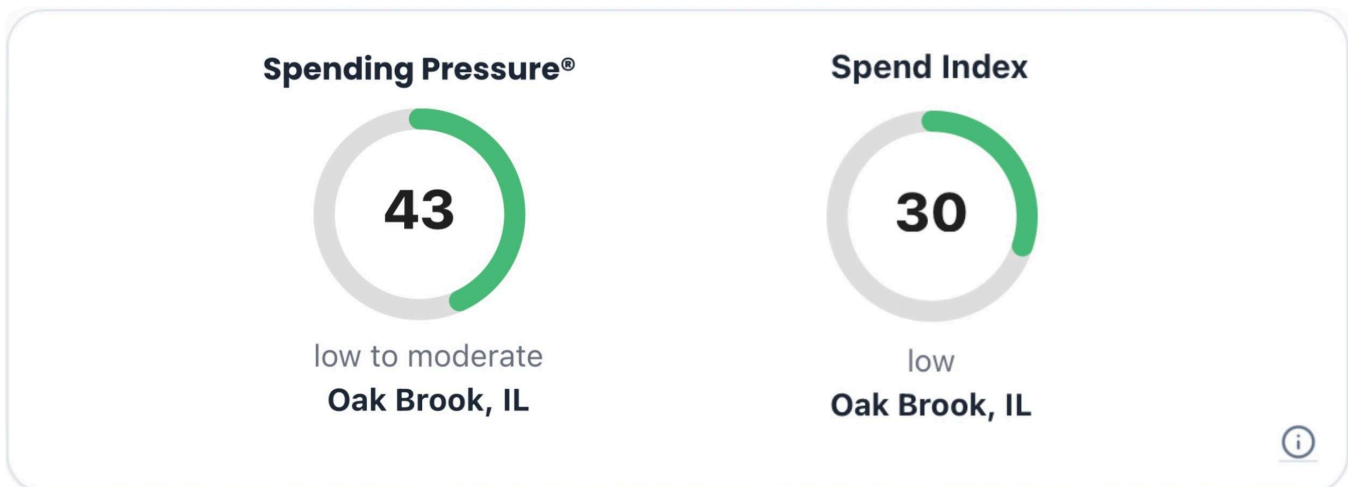 Spending Pressure®
43
low to moderate
Oak Brook, IL
Spend Index
30
low
Oak Brook, IL